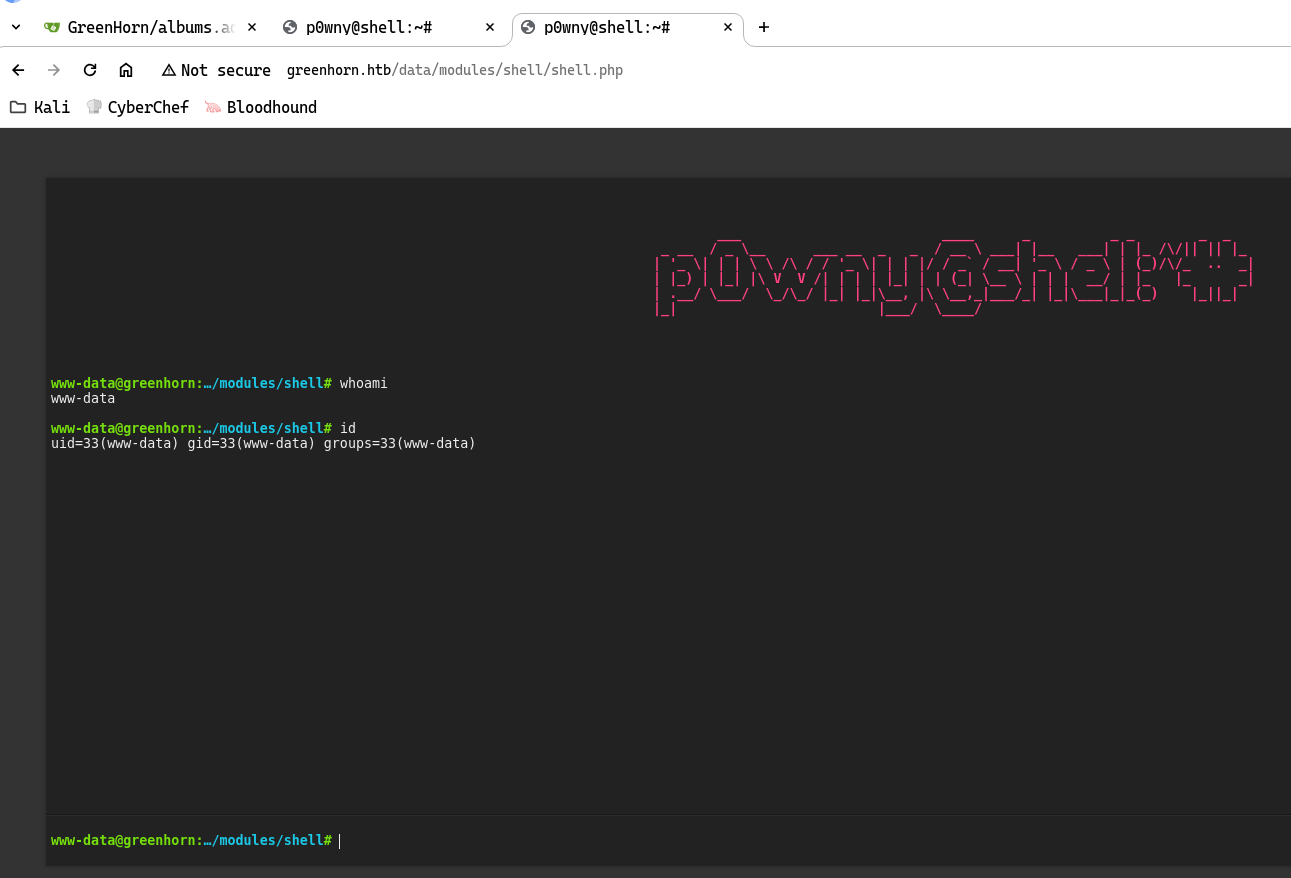 GreenHorn/albums.ac
p0wny@shell:~#
p0wny@shell:~#
Not secure
greenhorn.htb/data/modules/shell/shell.php
Kali
CyberChef
Bloodhound
p0wny@shell:~#
www-data@greenhorn:…/modules/shell# whoami
www-data
www-data@greenhorn:…/modules/shell# id
uid=33(www-data) gid=33(www-data) groups=33(www-data)
www-data@greenhorn:…/modules/shell#